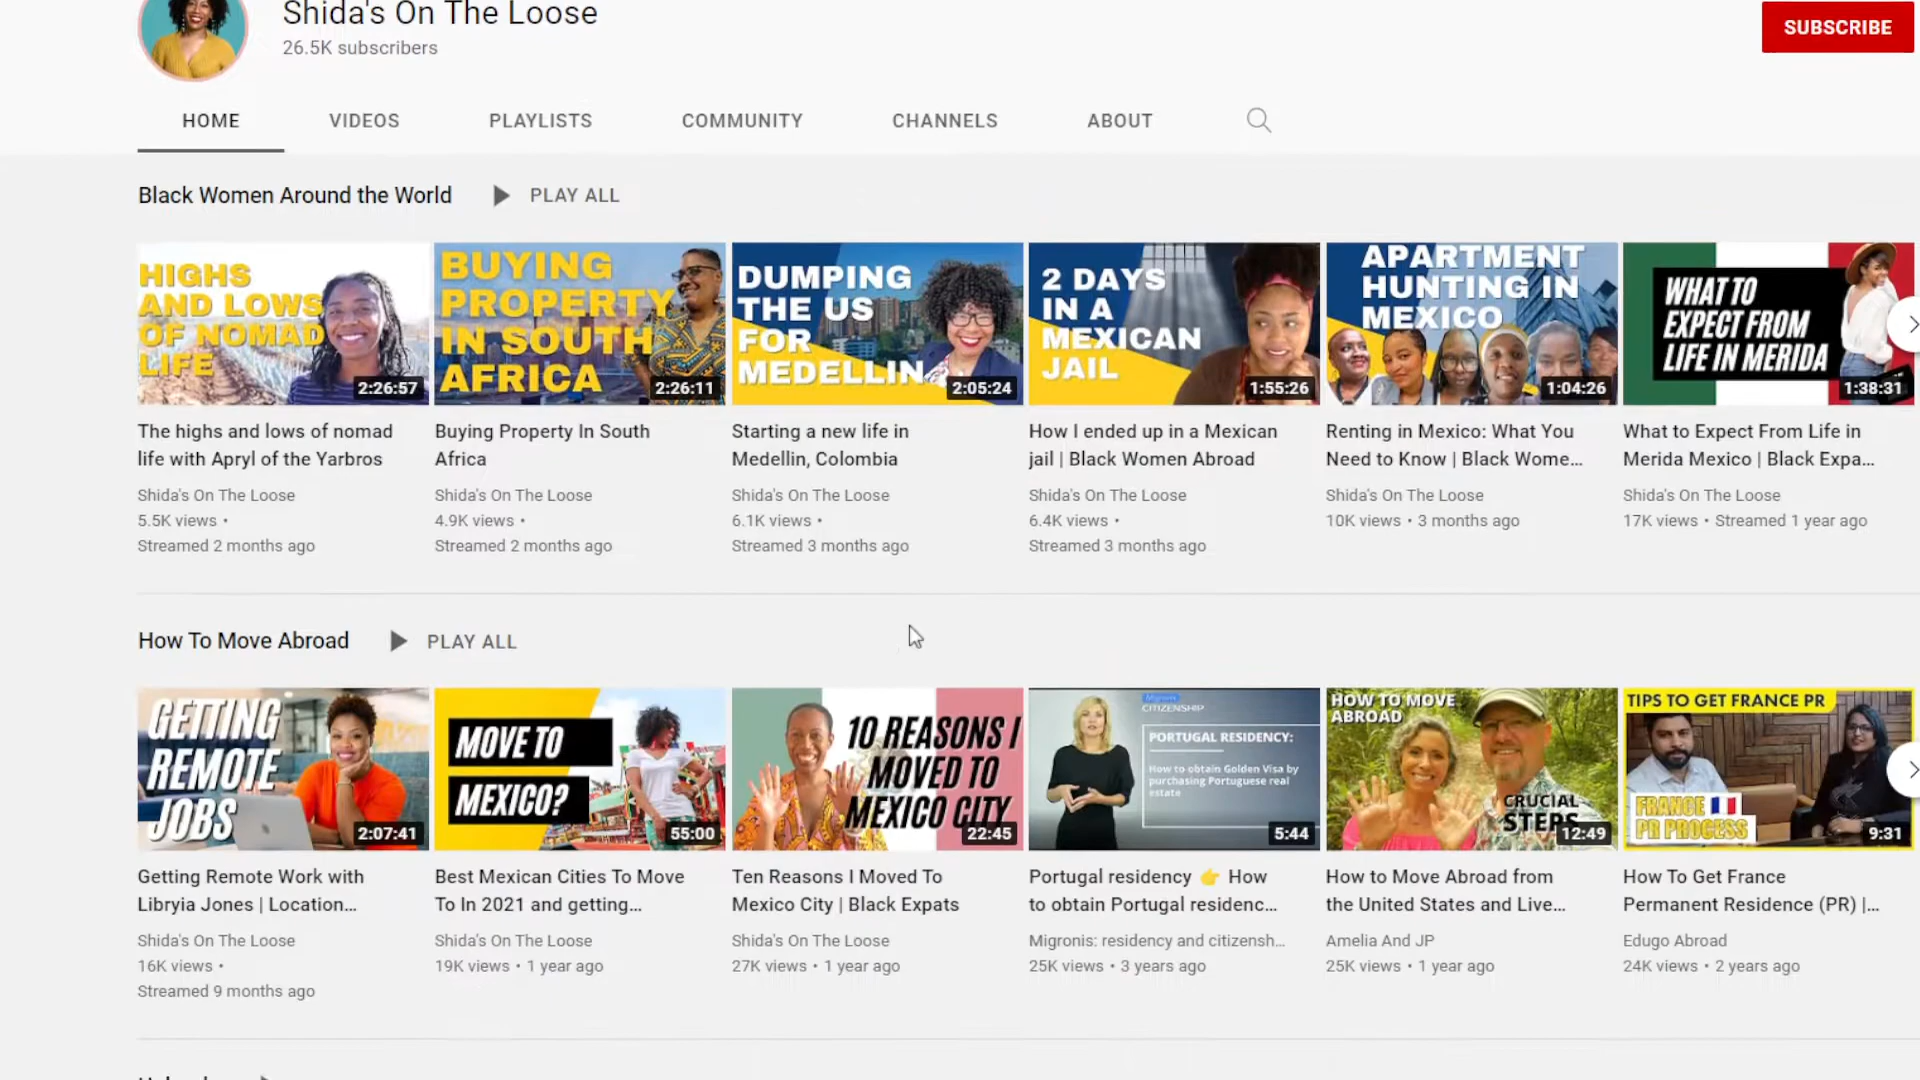 Shida's On The Loose
26.5K subscribers
SUBSCRIBE
HOME VIDEOS PLAYLISTS COMMUNITY CHANNELS ABOUT
Black Women Around the World PLAY ALL
HIGHS
AND LOWS
OF NOMAD
LIFE
2:26:57
BUYING
PROPERTY
IN SOUTH
AFRICA
2:26:11
DUMPING
THE US
FOR
MEDELLIN
2:05:24
2 DAYS
IN A
MEXICAN
JAIL
1:55:26
APARTMENT
HUNTING IN
MEXICO
1:04:26
WHAT TO
EXPECT FROM
LIFE IN MERIDA
1:38:31
The highs and lows of nomad
life with Apryl of the Yarbros
Shida's On The Loose
5.5K views •
Streamed 2 months ago
Buying Property In South
Africa
Shida's On The Loose
4.9K views •
Streamed 2 months ago
Starting a new life in
Medellin, Colombia
Shida's On The Loose
6.1K views •
Streamed 3 months ago
How I ended up in a Mexican
jail | Black Women Abroad
Shida's On The Loose
6.4K views •
Streamed 3 months ago
Renting in Mexico: What You
Need to Know | Black Wome...
Shida's On The Loose
10K views • 3 months ago
What to Expect From Life in
Merida Mexico | Black Expa...
Shida's On The Loose
17K views • Streamed 1 year ago
How To Move Abroad PLAY ALL
GETTING
REMOTE
JOBS
2:07:41
MOVE TO
MEXICO?
55:00
10 REASONS I
MOVED TO
MEXICO CITY
22:45
Migronis
CITIZENSHIP
PORTUGAL RESIDENCY:
How to obtain Golden Visa by
purchasing Portuguese real
estate
5:44
HOW TO MOVE
ABROAD
CRUCIAL
STEPS
12:49
TIPS TO GET FRANCE PR
FRANCE
PR PROCESS
9:31
Getting Remote Work with
Libryia Jones | Location...
Shida's On The Loose
16K views •
Streamed 9 months ago
Best Mexican Cities To Move
To In 2021 and getting...
Shida's On The Loose
19K views • 1 year ago
Ten Reasons I Moved To
Mexico City | Black Expats
Shida's On The Loose
27K views • 1 year ago
Portugal residency 👉 How
to obtain Portugal residenc...
Migronis: residency and citizensh...
25K views • 3 years ago
How to Move Abroad from
the United States and Live...
Amelia And JP
25K views • 1 year ago
How To Get France
Permanent Residence (PR) |...
Edugo Abroad
24K views • 2 years ago